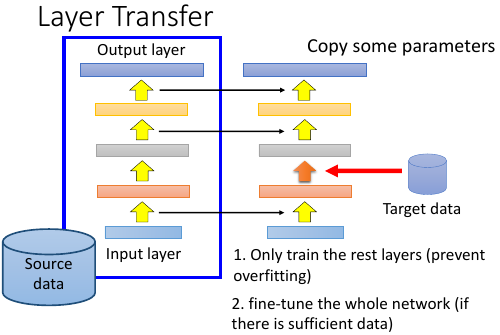 Layer Transfer
Output layer
Copy some parameters
Target data
Input layer
Source
data
1. Only train the rest layers (prevent
overfitting)
2. fine-tune the whole network (if
there is sufficient data)